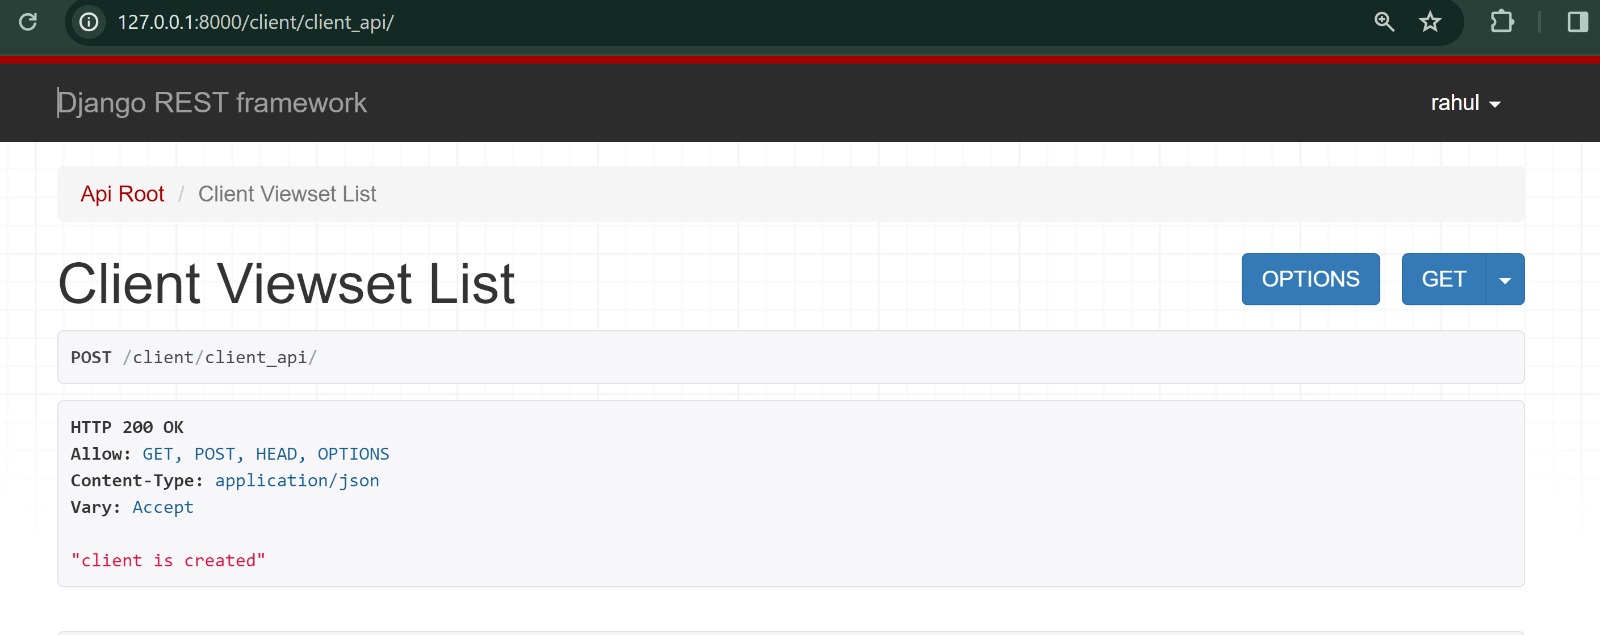 127.0.0.1:8000/client/client_api/
Django REST framework
rahul
Api Root / Client Viewset List
Client Viewset List
OPTIONS
GET
POST /client/client_api/
HTTP 200 OK
Allow: GET, POST, HEAD, OPTIONS
Content-Type: application/json
Vary: Accept
"client is created"